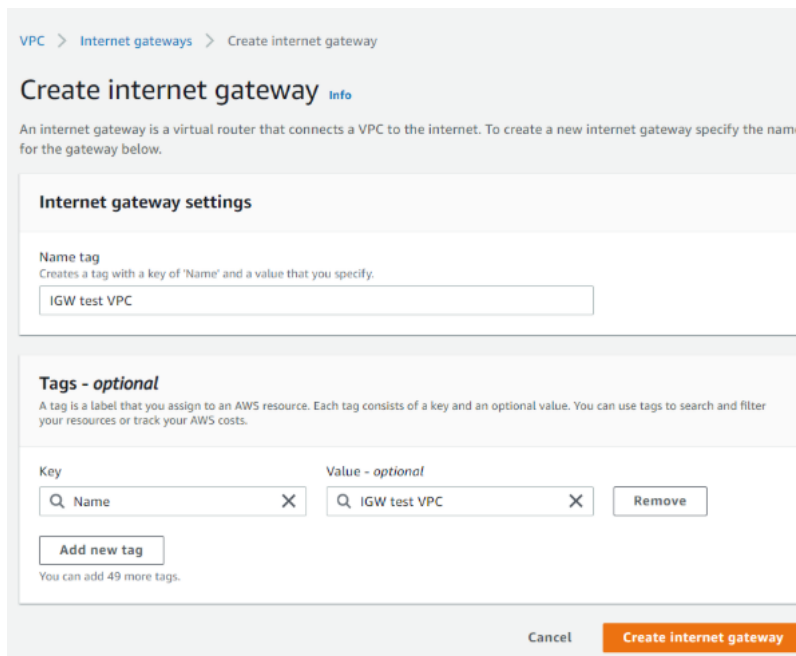 VPC > Internet gateways > Create internet gateway
Create internet gateway Info
An internet gateway is a virtual router that connects a VPC to the internet. To create a new internet gateway specify the name
for the gateway below.
Internet gateway settings
Name tag
Creates a tag with a key of 'Name' and a value that you specify.
IGW test VPC
Tags - optional
A tag is a label that you assign to an AWS resource. Each tag consists of a key and an optional value. You can use tags to search and filter
your resources or track your AWS costs.
Key Value - optional
Name IGW test VPC Remove
Add new tag
You can add 49 more tags.
Cancel Create internet gateway